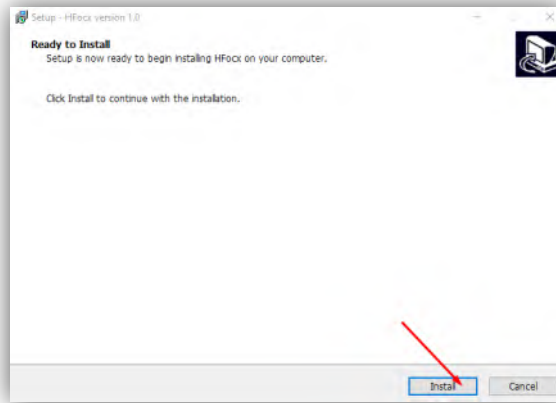 Setup - HFocx version 1.0
Ready to Install
Setup is now ready to begin installing HFocx on your computer.
Click Install to continue with the installation.
Install
Cancel